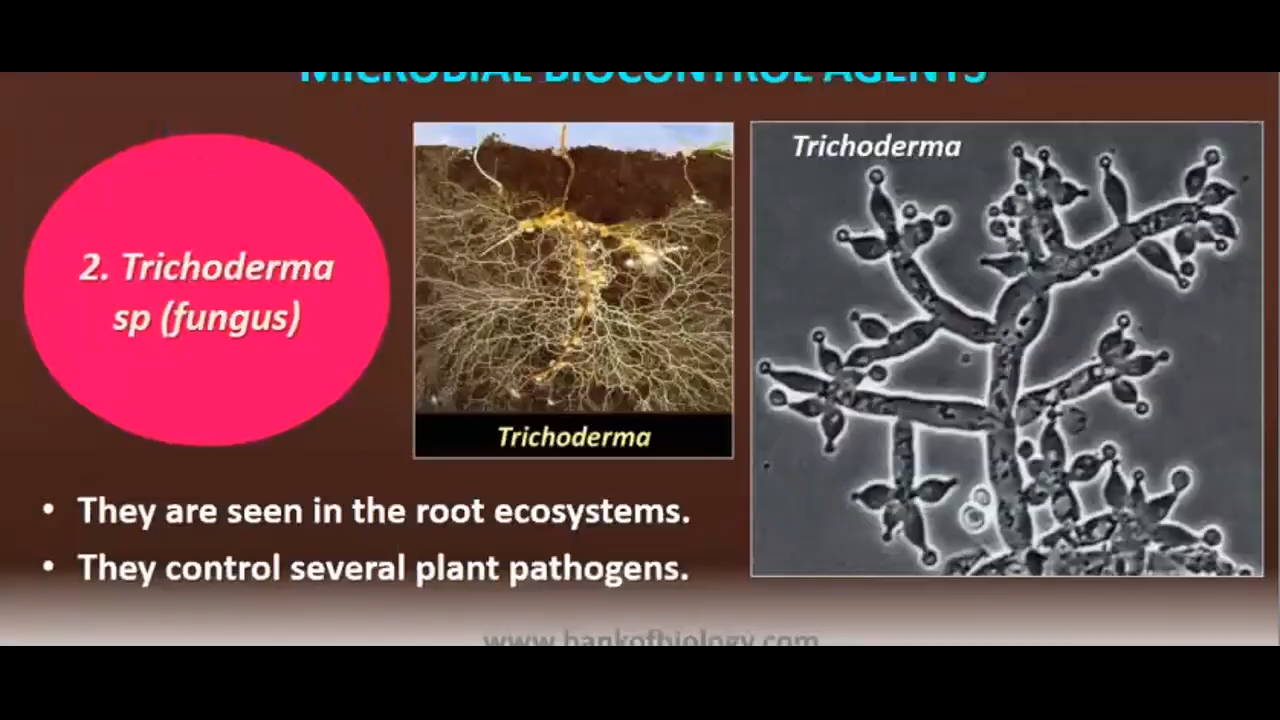 MICROBIAL BIOCONTROL AGENTS
2. Trichoderma
sp (fungus)
Trichoderma
Trichoderma
• They are seen in the root ecosystems.
• They control several plant pathogens.
www.bankofbiology.com